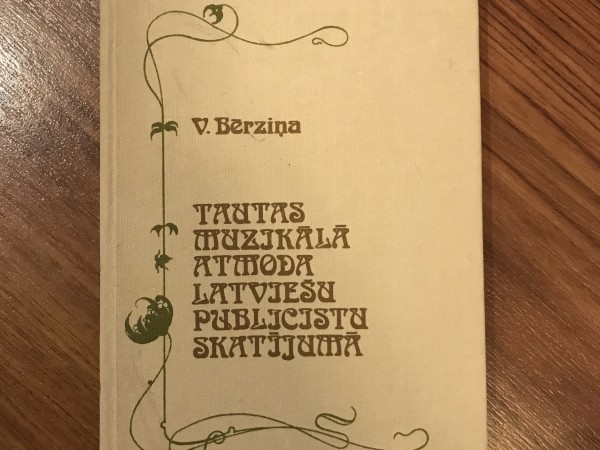 V. Bērziņa
TAUTAS
MUZIKĀLĀ
ATMODA
LATVIEŠU
PUBLICISTU
SKATĪJUMĀ